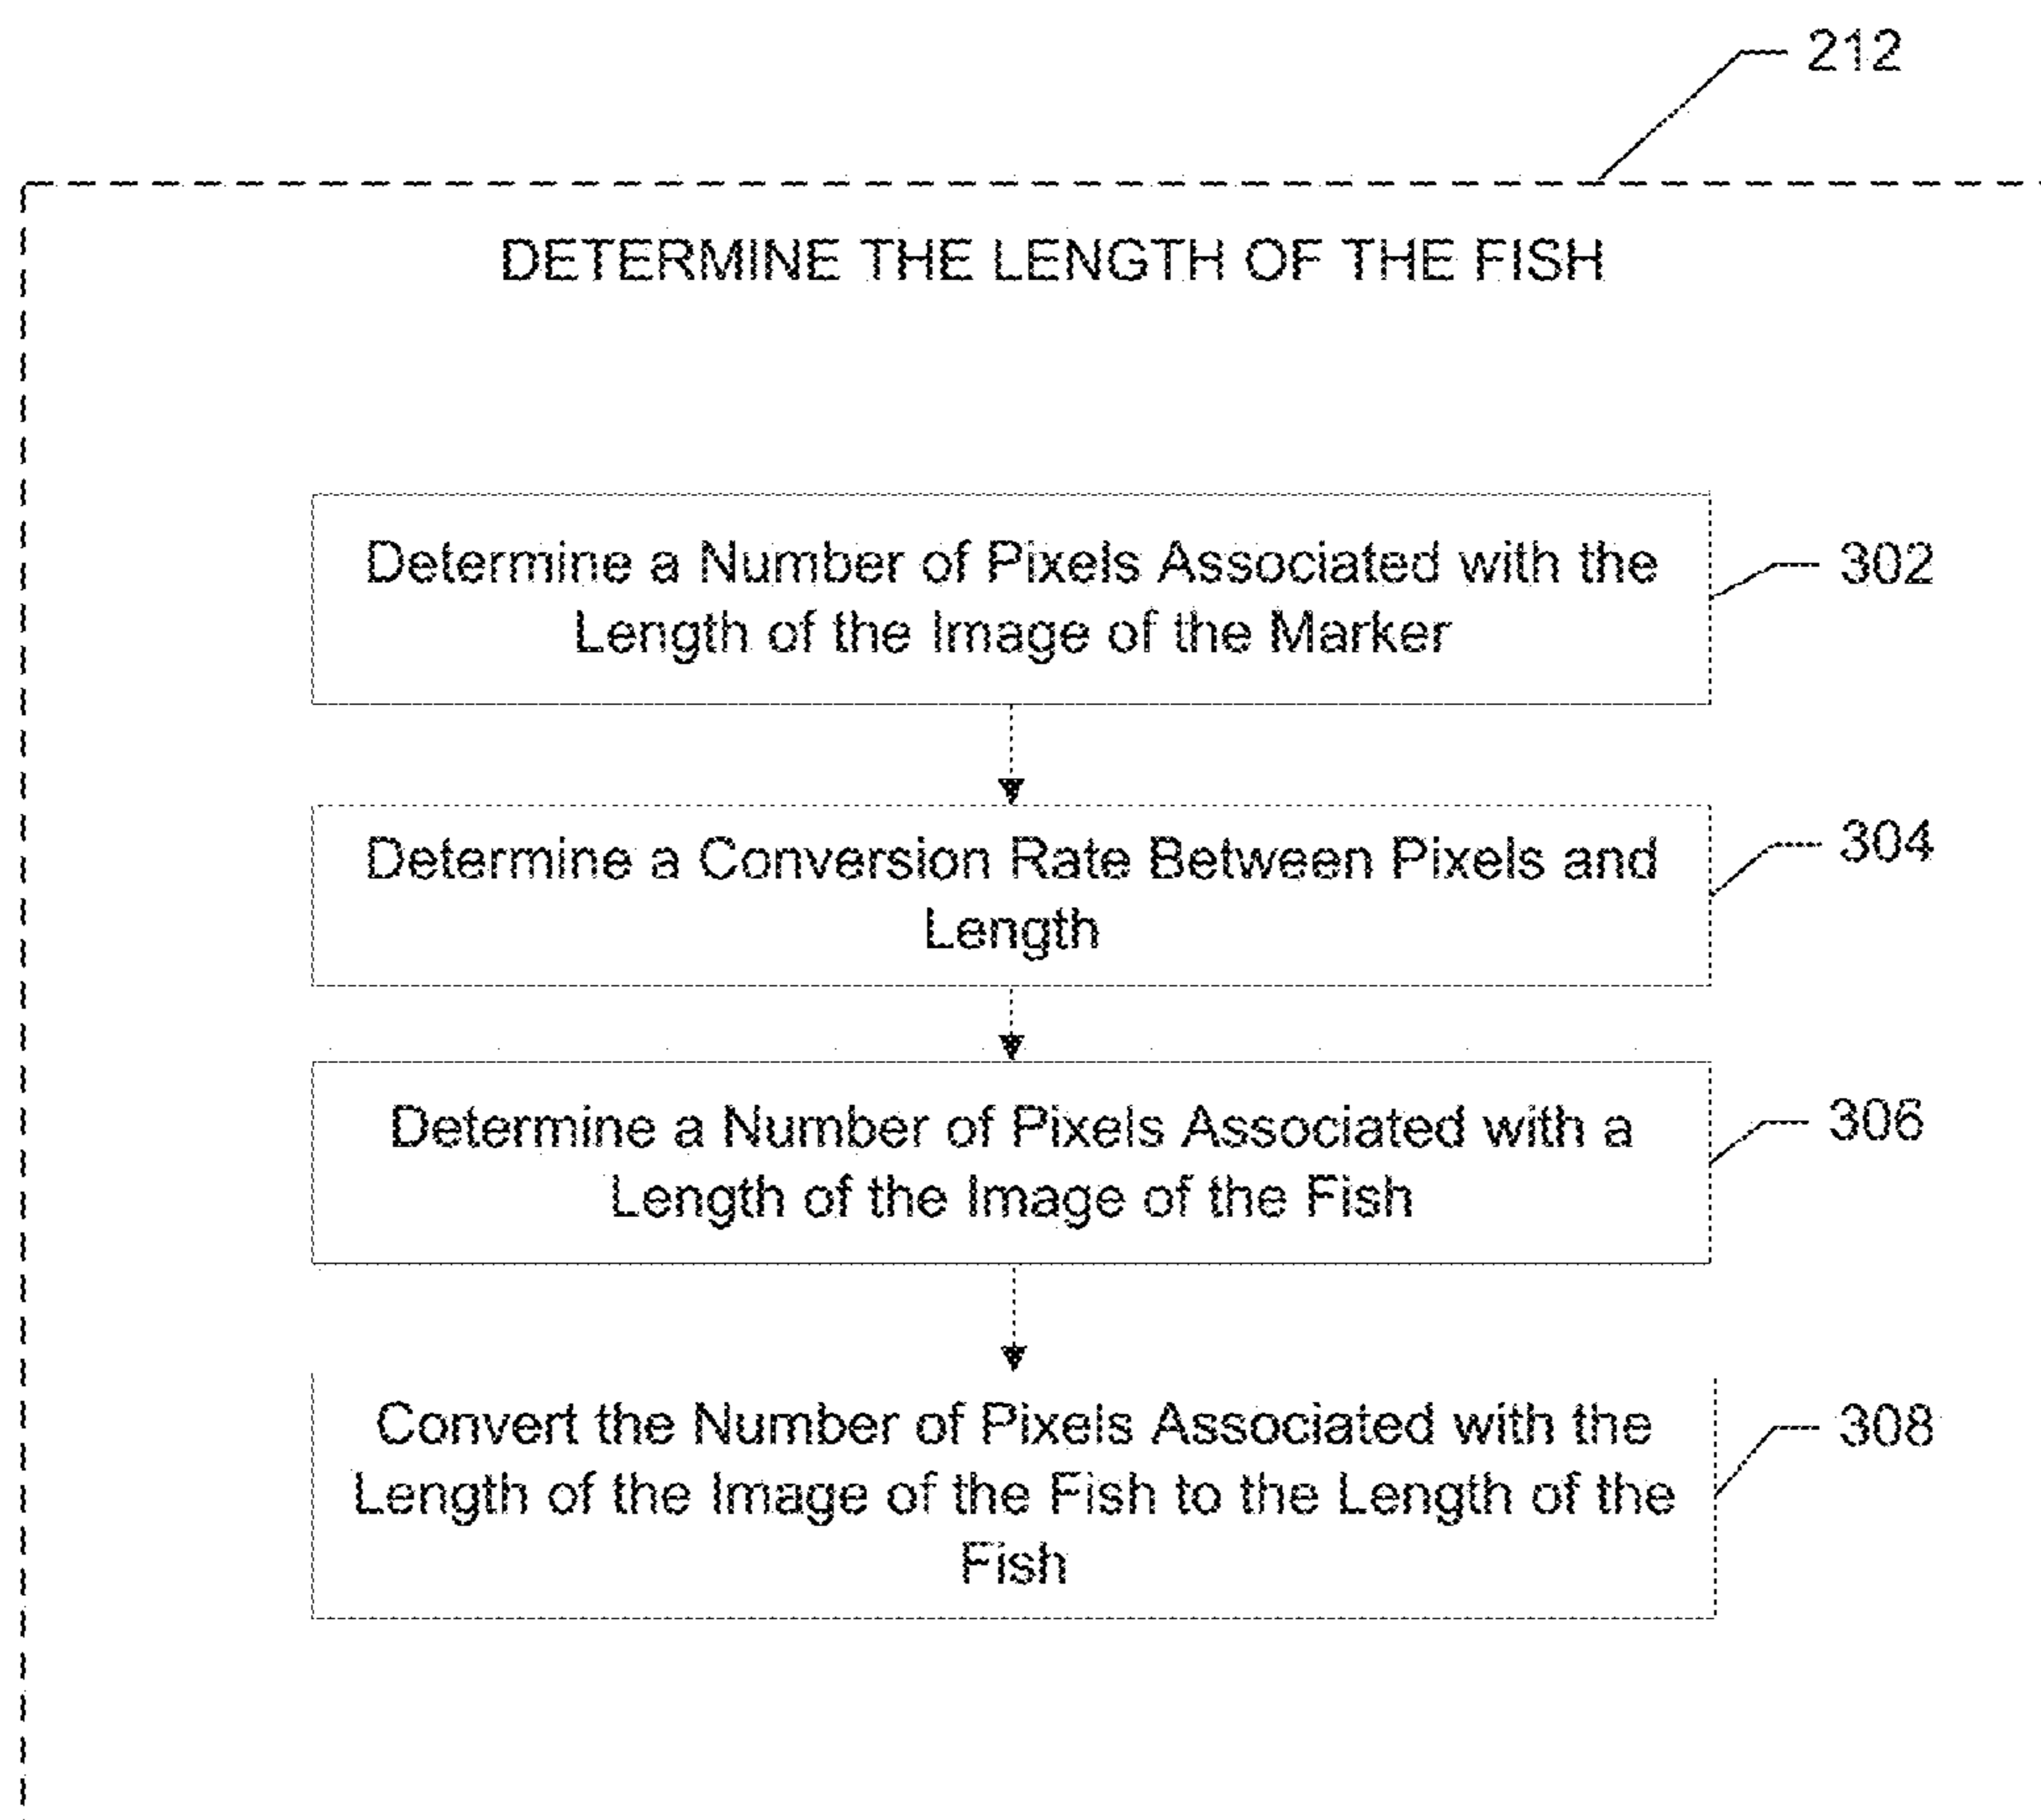 212
DETERMINE THE LENGTH OF THE FISH
Determine a Number of Pixels Associated with the
Length of the Image of the Marker
302
Determine a Conversion Rate Between Pixels and
Length
304
Determine a Number of Pixels Associated with a
Length of the Image of the Fish
306
Convert the Number of Pixels Associated with the
Length of the Image of the Fish to the Length of the
Fish
308